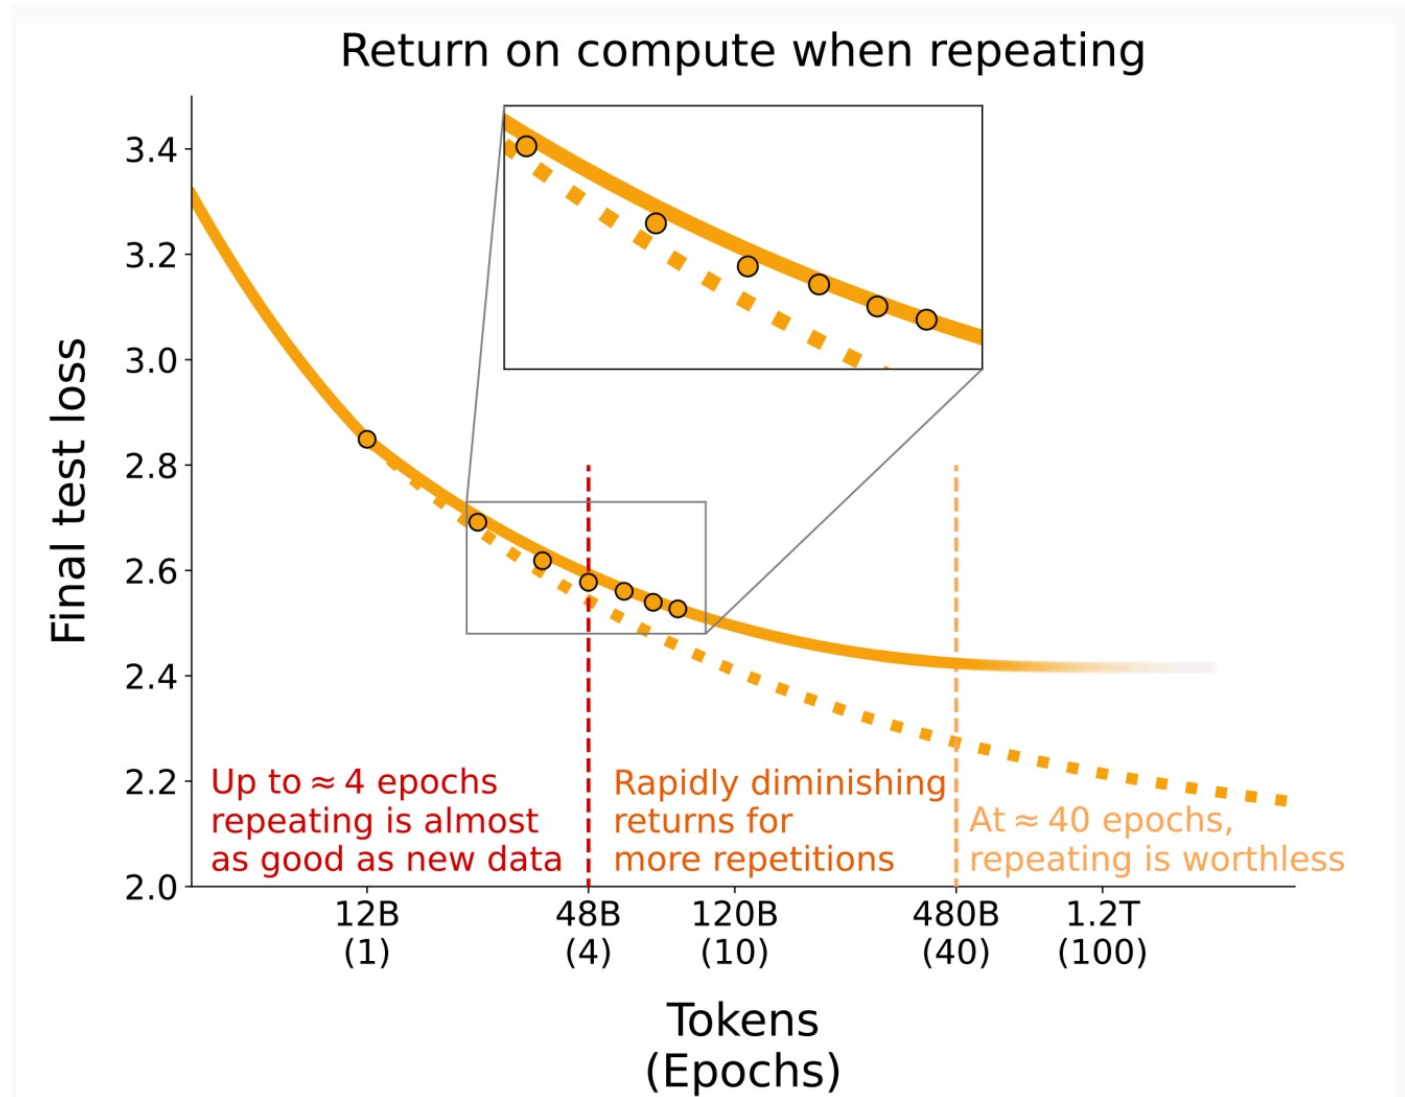 Return on compute when repeating
Final test loss
3.4
3.2
3.0
2.8
2.6
2.4
2.2
2.0
Up to ≈ 4 epochs
repeating is almost
as good as new data
Rapidly diminishing
returns for
more repetitions
At ≈ 40 epochs,
repeating is worthless
12B 48B 120B 480B 1.2T
(1) (4) (10) (40) (100)
Tokens
(Epochs)